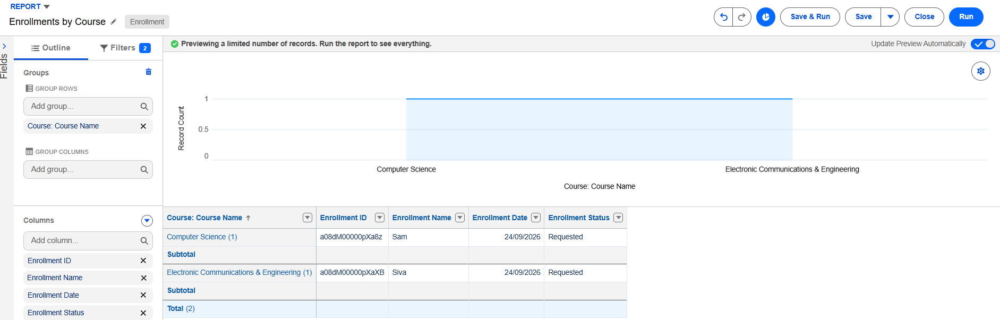 REPORT
Enrollments by Course
Enrollment
Save & Run
Save
Close
Run
Fields
Outline
Filters 2
Previewing a limited number of records. Run the report to see everything.
Update Preview Automatically
Groups
GROUP ROWS
Add group...
Course: Course Name
GROUP COLUMNS
Add group...
Columns
Add column...
Enrollment ID
Enrollment Name
Enrollment Date
Enrollment Status
Record Count
1
0.5
0
Computer Science
Electronic Communications & Engineering
Course: Course Name
Course: Course Name Enrollment ID Enrollment Name Enrollment Date Enrollment Status
Computer Science (1) a08dM00000pXa8z Sam 24/09/2026 Requested
Subtotal
Electronic Communications & Engineering (1) a08dM00000pXaXB Siva 24/09/2026 Requested
Subtotal
Total (2)